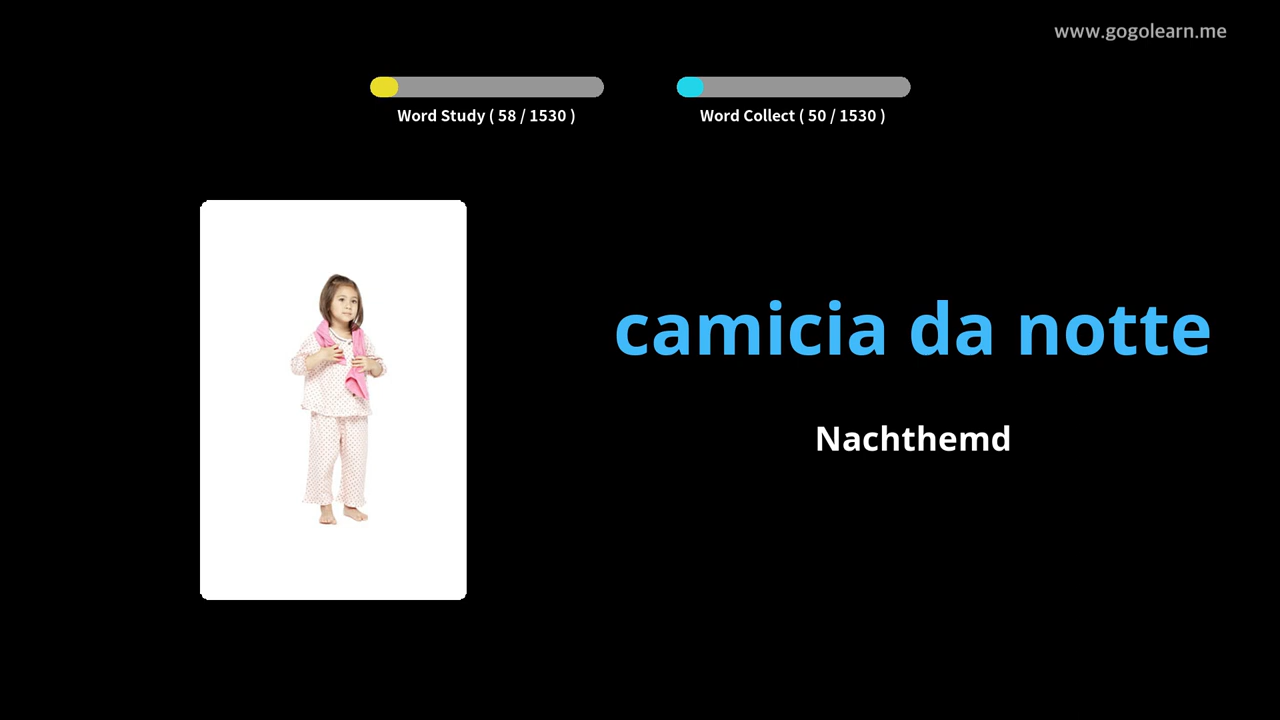 www.gogolearn.me
Word Study ( 58 / 1530 )
Word Collect ( 50 / 1530 )
camicia da notte
Nachthemd